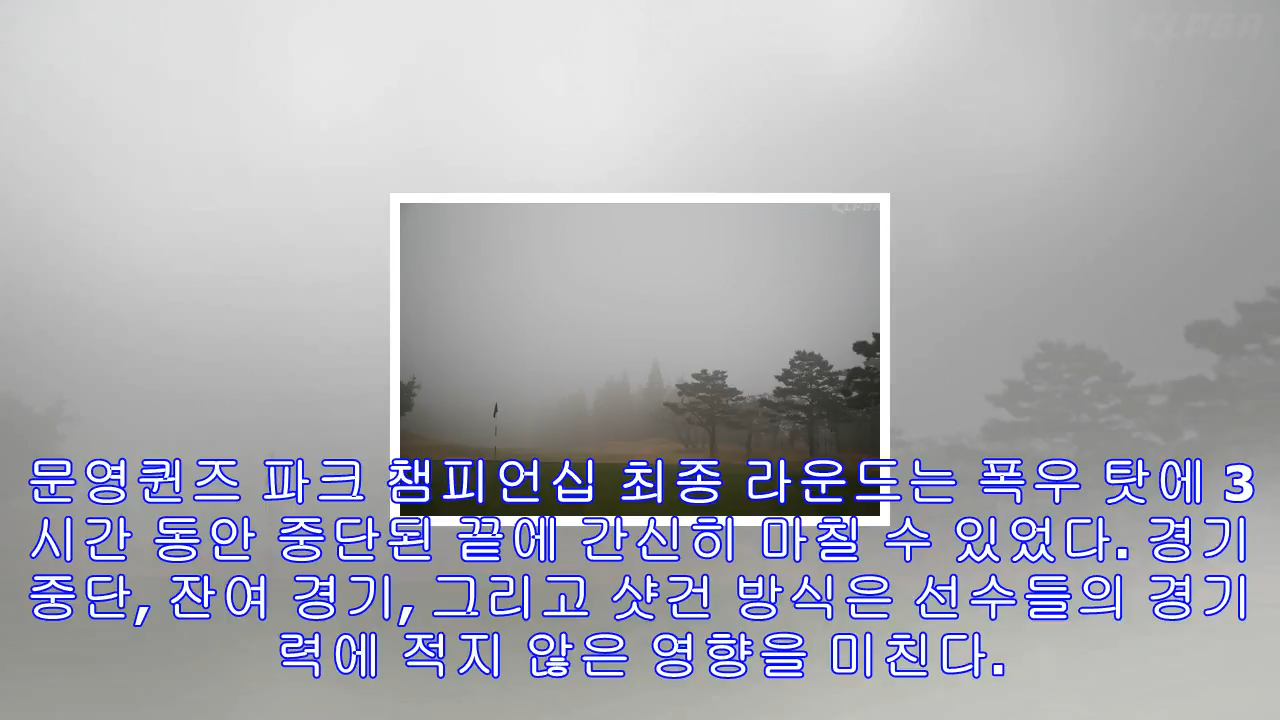 KLPGA
KLPGA
문영퀸즈 파크 챔피언십 최종 라운드는 폭우 탓에 3
시간 동안 중단된 끝에 간신히 마칠 수 있었다. 경기
중단, 잔여 경기, 그리고 샷건 방식은 선수들의 경기
력에 적지 않은 영향을 미친다.